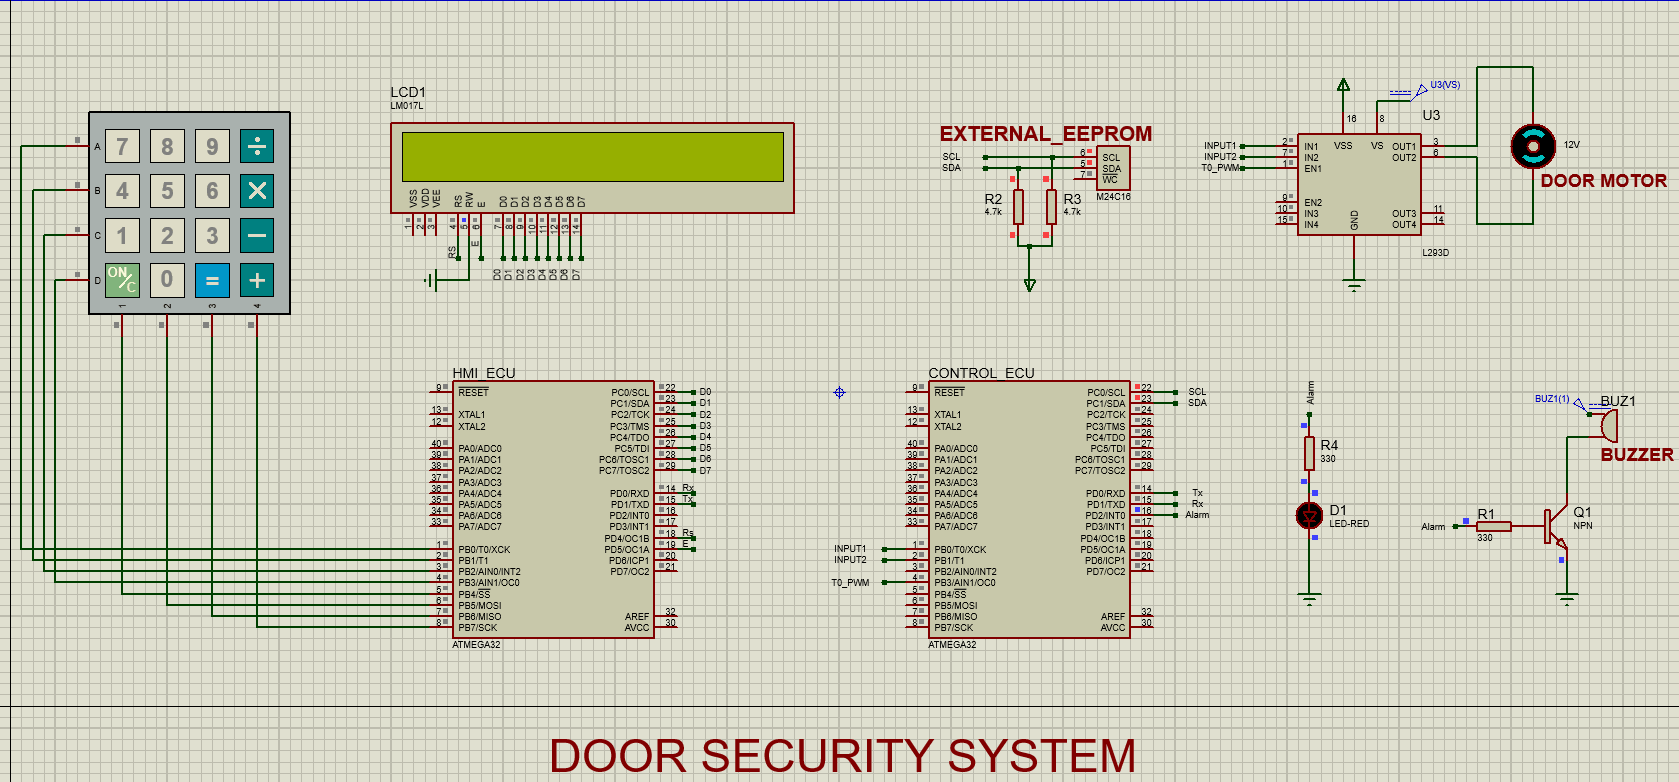 LCD1
LM017L
A
B
C
D
7 8 9 ÷
4 5 6 ×
1 2 3 −
ON/C 0 = +
1 2 3 4
VSS VDD VEE RS RW E D0 D1 D2 D3 D4 D5 D6 D7
1 2 3 4 5 6 7 8 9 10 11 12 13 14
RS E
D0 D1 D2 D3 D4 D5 D6 D7
EXTERNAL_EEPROM
SCL 6 SCL
SDA 5 SDA
7 WC
M24C16
R2
4.7k
R3
4.7k
U3(VS)
U3
16 8
VSS VS
INPUT1 2 IN1 OUT1 3
INPUT2 7 IN2 OUT2 6
T0_PWM 1 EN1
9 EN2
10 IN3 OUT3 11
15 IN4 OUT4 14
GND
L293D
12V
DOOR MOTOR
HMI_ECU
9 RESET
13 XTAL1
12 XTAL2
40 PA0/ADC0
39 PA1/ADC1
38 PA2/ADC2
37 PA3/ADC3
36 PA4/ADC4
35 PA5/ADC5
34 PA6/ADC6
33 PA7/ADC7
1 PB0/T0/XCK
2 PB1/T1
3 PB2/AIN0/INT2
4 PB3/AIN1/OC0
5 PB4/SS
6 PB5/MOSI
7 PB6/MISO
8 PB7/SCK
PC0/SCL 22 D0
PC1/SDA 23 D1
PC2/TCK 24 D2
PC3/TMS 25 D3
PC4/TDO 26 D4
PC5/TDI 27 D5
PC6/TOSC1 28 D6
PC7/TOSC2 29 D7
PD0/RXD 14 Rx
PD1/TXD 15 Tx
PD2/INT0 16
PD3/INT1 17
PD4/OC1B 18 Rs
PD5/OC1A 19 E
PD6/ICP1 20
PD7/OC2 21
AREF 32
AVCC 30
ATMEGA32
CONTROL_ECU
9 RESET
13 XTAL1
12 XTAL2
40 PA0/ADC0
39 PA1/ADC1
38 PA2/ADC2
37 PA3/ADC3
36 PA4/ADC4
35 PA5/ADC5
34 PA6/ADC6
33 PA7/ADC7
INPUT1 1 PB0/T0/XCK
INPUT2 2 PB1/T1
3 PB2/AIN0/INT2
T0_PWM 4 PB3/AIN1/OC0
5 PB4/SS
6 PB5/MOSI
7 PB6/MISO
8 PB7/SCK
PC0/SCL 22 SCL
PC1/SDA 23 SDA
PC2/TCK 24
PC3/TMS 25
PC4/TDO 26
PC5/TDI 27
PC6/TOSC1 28
PC7/TOSC2 29
PD0/RXD 14 Tx
PD1/TXD 15 Rx
PD2/INT0 16 Alarm
PD3/INT1 17
PD4/OC1B 18
PD5/OC1A 19
PD6/ICP1 20
PD7/OC2 21
AREF 32
AVCC 30
ATMEGA32
Alarm
R4
330
D1
LED-RED
BUZ1(1)
BUZ1
BUZZER
Alarm
R1
330
Q1
NPN
DOOR SECURITY SYSTEM